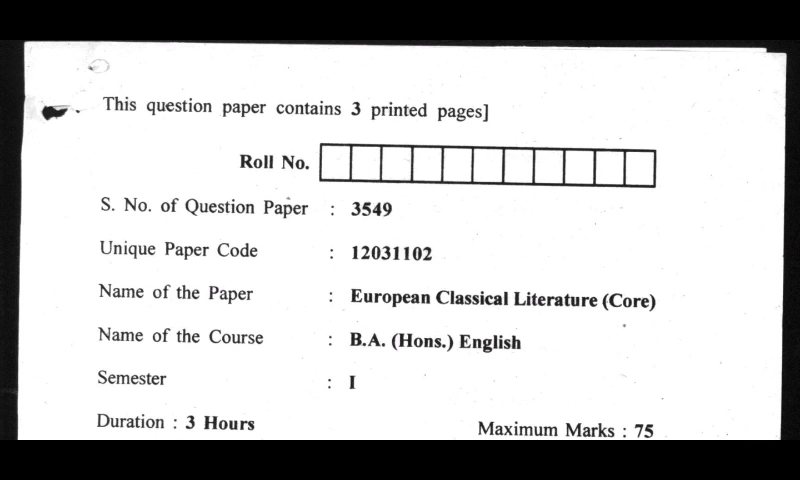 This question paper contains 3 printed pages]
Roll No.
S. No. of Question Paper : 3549
Unique Paper Code : 12031102
Name of the Paper : European Classical Literature (Core)
Name of the Course : B.A. (Hons.) English
Semester : I
Duration : 3 Hours Maximum Marks : 75